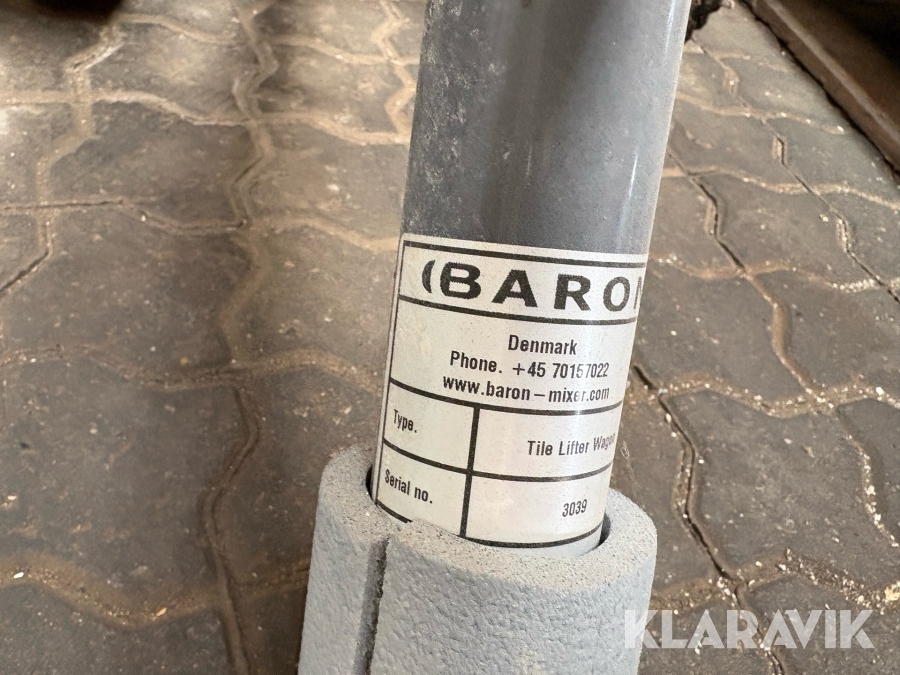 (BARON
Denmark
Phone. +45 70157022
www.baron-mixer.com
Type. Tile Lifter Wagon
Serial no. 3039
KLARAVIK